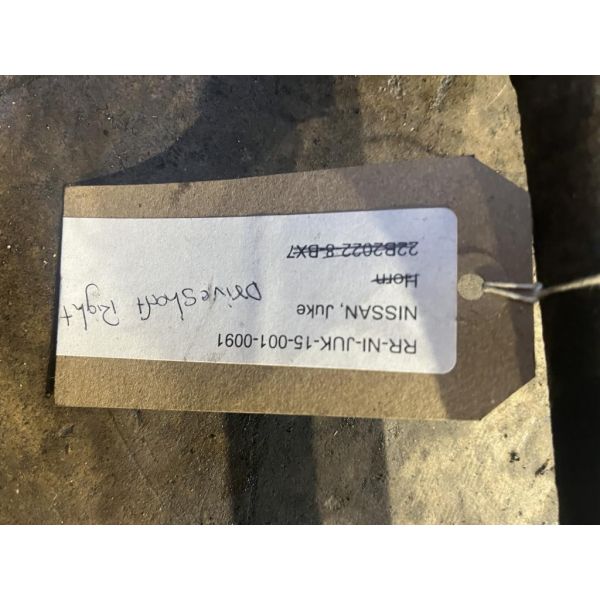 RR-NI-JUK-15-001-0091
NISSAN, Juke
Horn
22B2022 8-BX7
Driveshaft Right